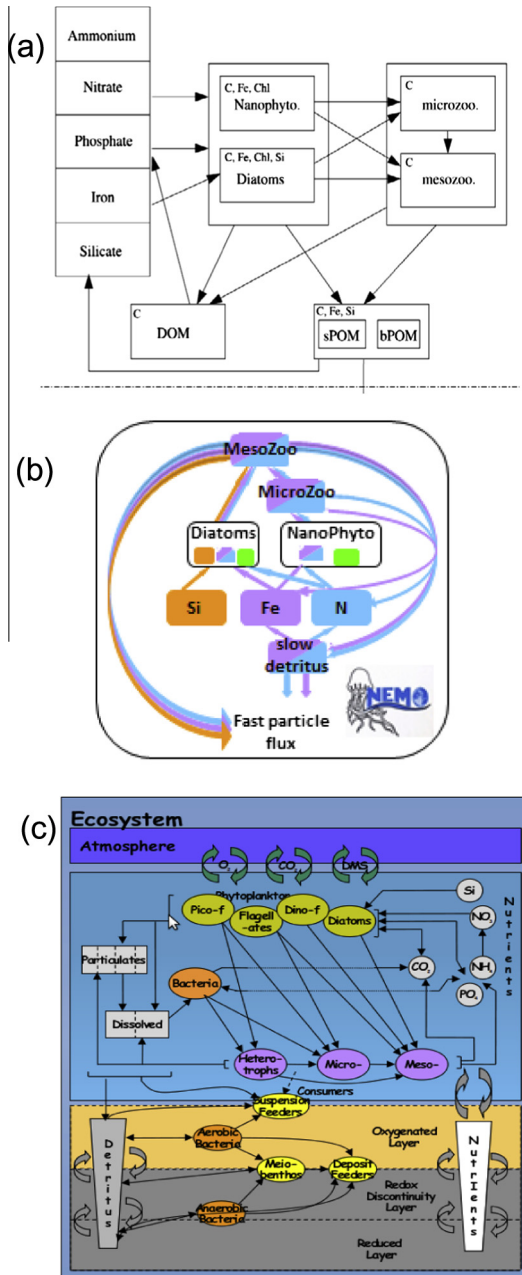 (a)
Ammonium
Nitrate
Phosphate
Iron
Silicate
C, Fe, Chl
Nanophyto.
C, Fe, Chl, Si
Diatoms
C
microzoo.
C
mesozoo.
C
DOM
C, Fe, Si
sPOM
bPOM
(b)
MesoZoo
MicroZoo
Diatoms
NanoPhyto
Si
Fe
N
slow
detritus
Fast particle
flux
NEMO
(c)
Ecosystem
Atmosphere
O₂
DMS
Phytoplankton
Pico-f
Flagell-
ates
Dino-f
Diatoms
Si
NO₃
NH₄
PO₄
CO₂
Nutrients
Particulates
Bacteria
Dissolved
Hetero-
trophs
Micro-
Meso-
Consumers
Suspension
Feeders
Aerobic
Bacteria
Oxygenated
Layer
Meio-
benthos
Deposit
Feeders
Redox
Discontinuity
Layer
Anaerobic
Bacteria
Reduced
Layer
Detritus
NutrIents